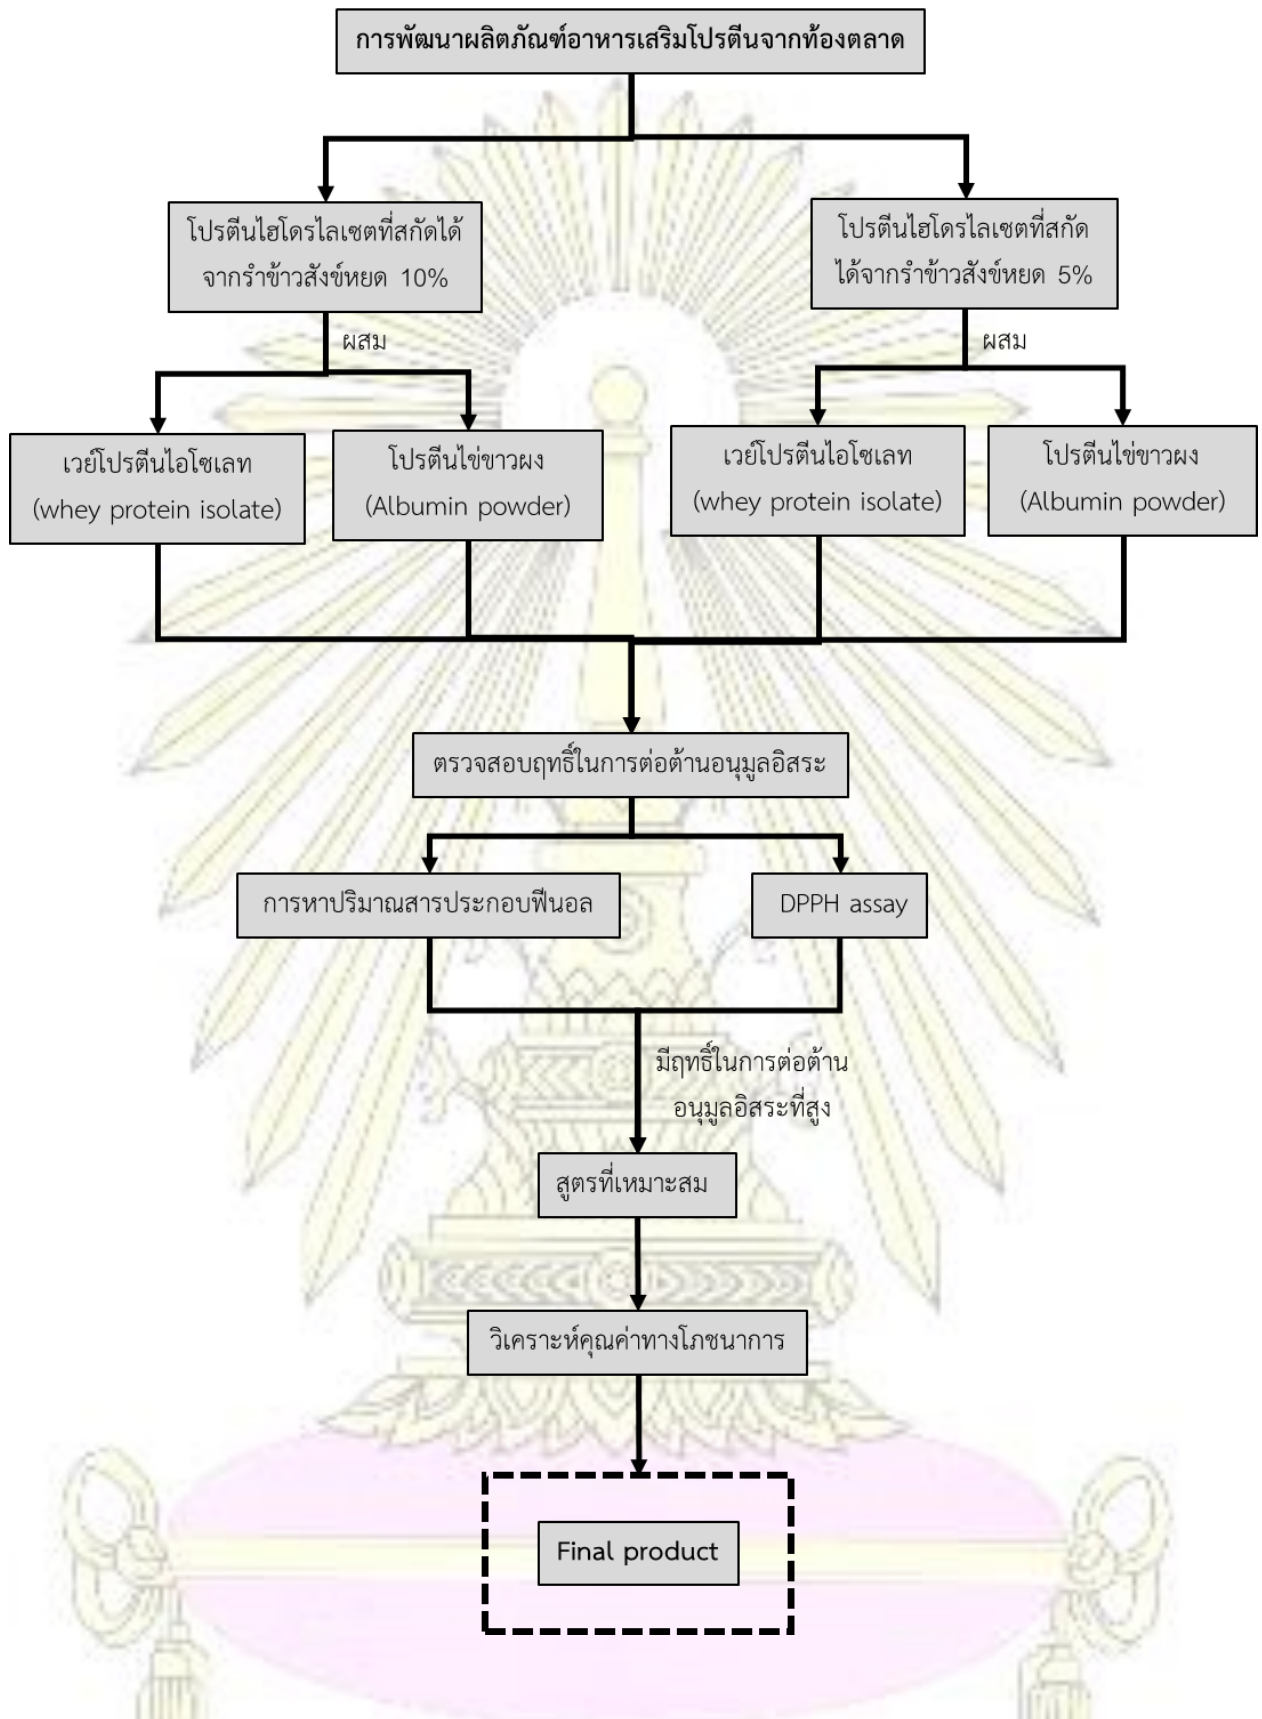 การพัฒนาผลิตภัณฑ์อาหารเสริมโปรตีนจากท้องตลาด
โปรตีนไฮโดรไลเซตที่สกัดได้
จากรำข้าวสังข์หยด 10%
โปรตีนไฮโดรไลเซตที่สกัด
ได้จากรำข้าวสังข์หยด 5%
ผสม
ผสม
เวย์โปรตีนไอโซเลท
(whey protein isolate)
โปรตีนไข่ขาวผง
(Albumin powder)
เวย์โปรตีนไอโซเลท
(whey protein isolate)
โปรตีนไข่ขาวผง
(Albumin powder)
ตรวจสอบฤทธิ์ในการต่อต้านอนุมูลอิสระ
การหาปริมาณสารประกอบฟีนอล
DPPH assay
มีฤทธิ์ในการต่อต้าน
อนุมูลอิสระที่สูง
สูตรที่เหมาะสม
วิเคราะห์คุณค่าทางโภชนาการ
Final product